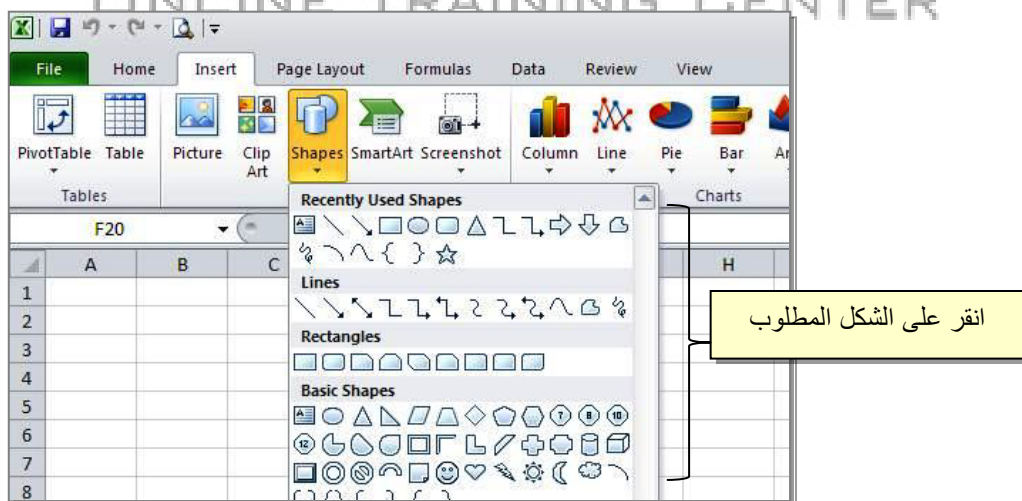 ONLINE TRAINING CENTER
File Home Insert Page Layout Formulas Data Review View
PivotTable Table Picture Clip Art Shapes SmartArt Screenshot Column Line Pie Bar
Tables Charts
Recently Used Shapes
F20
A B C H
Lines
1
2
Rectangles
3
4
Basic Shapes
5
6
7
8
انقر على الشكل المطلوب